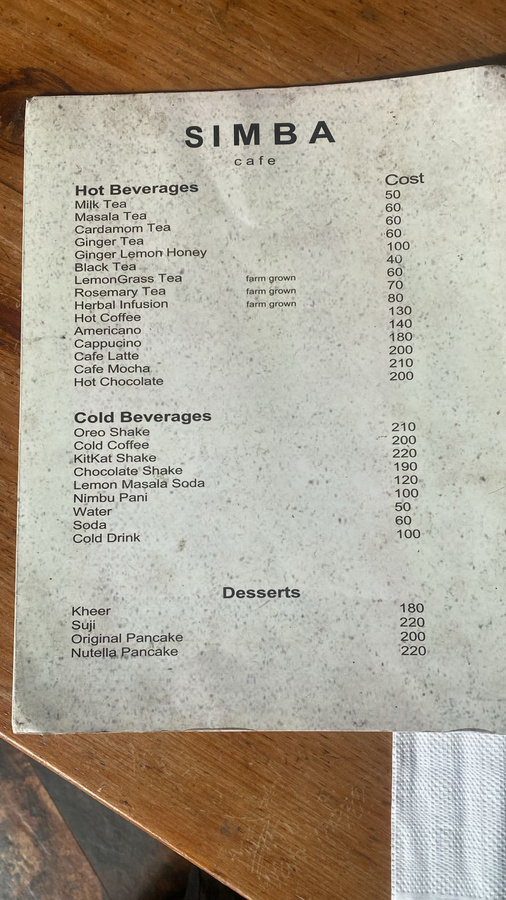 SIMBA
cafe
Hot Beverages Cost
Milk Tea 50
Masala Tea 60
Cardamom Tea 60
Ginger Tea 60
Ginger Lemon Honey 100
Black Tea 40
LemonGrass Tea farm grown 60
Rosemary Tea farm grown 70
Herbal Infusion farm grown 80
Hot Coffee 130
Americano 140
Cappucino 180
Cafe Latte 200
Cafe Mocha 210
Hot Chocolate 200
Cold Beverages
Oreo Shake 210
Cold Coffee 200
KitKat Shake 220
Chocolate Shake 190
Lemon Masala Soda 120
Nimbu Pani 100
Water 50
Soda 60
Cold Drink 100
Desserts
Kheer 180
Suji 220
Original Pancake 200
Nutella Pancake 220